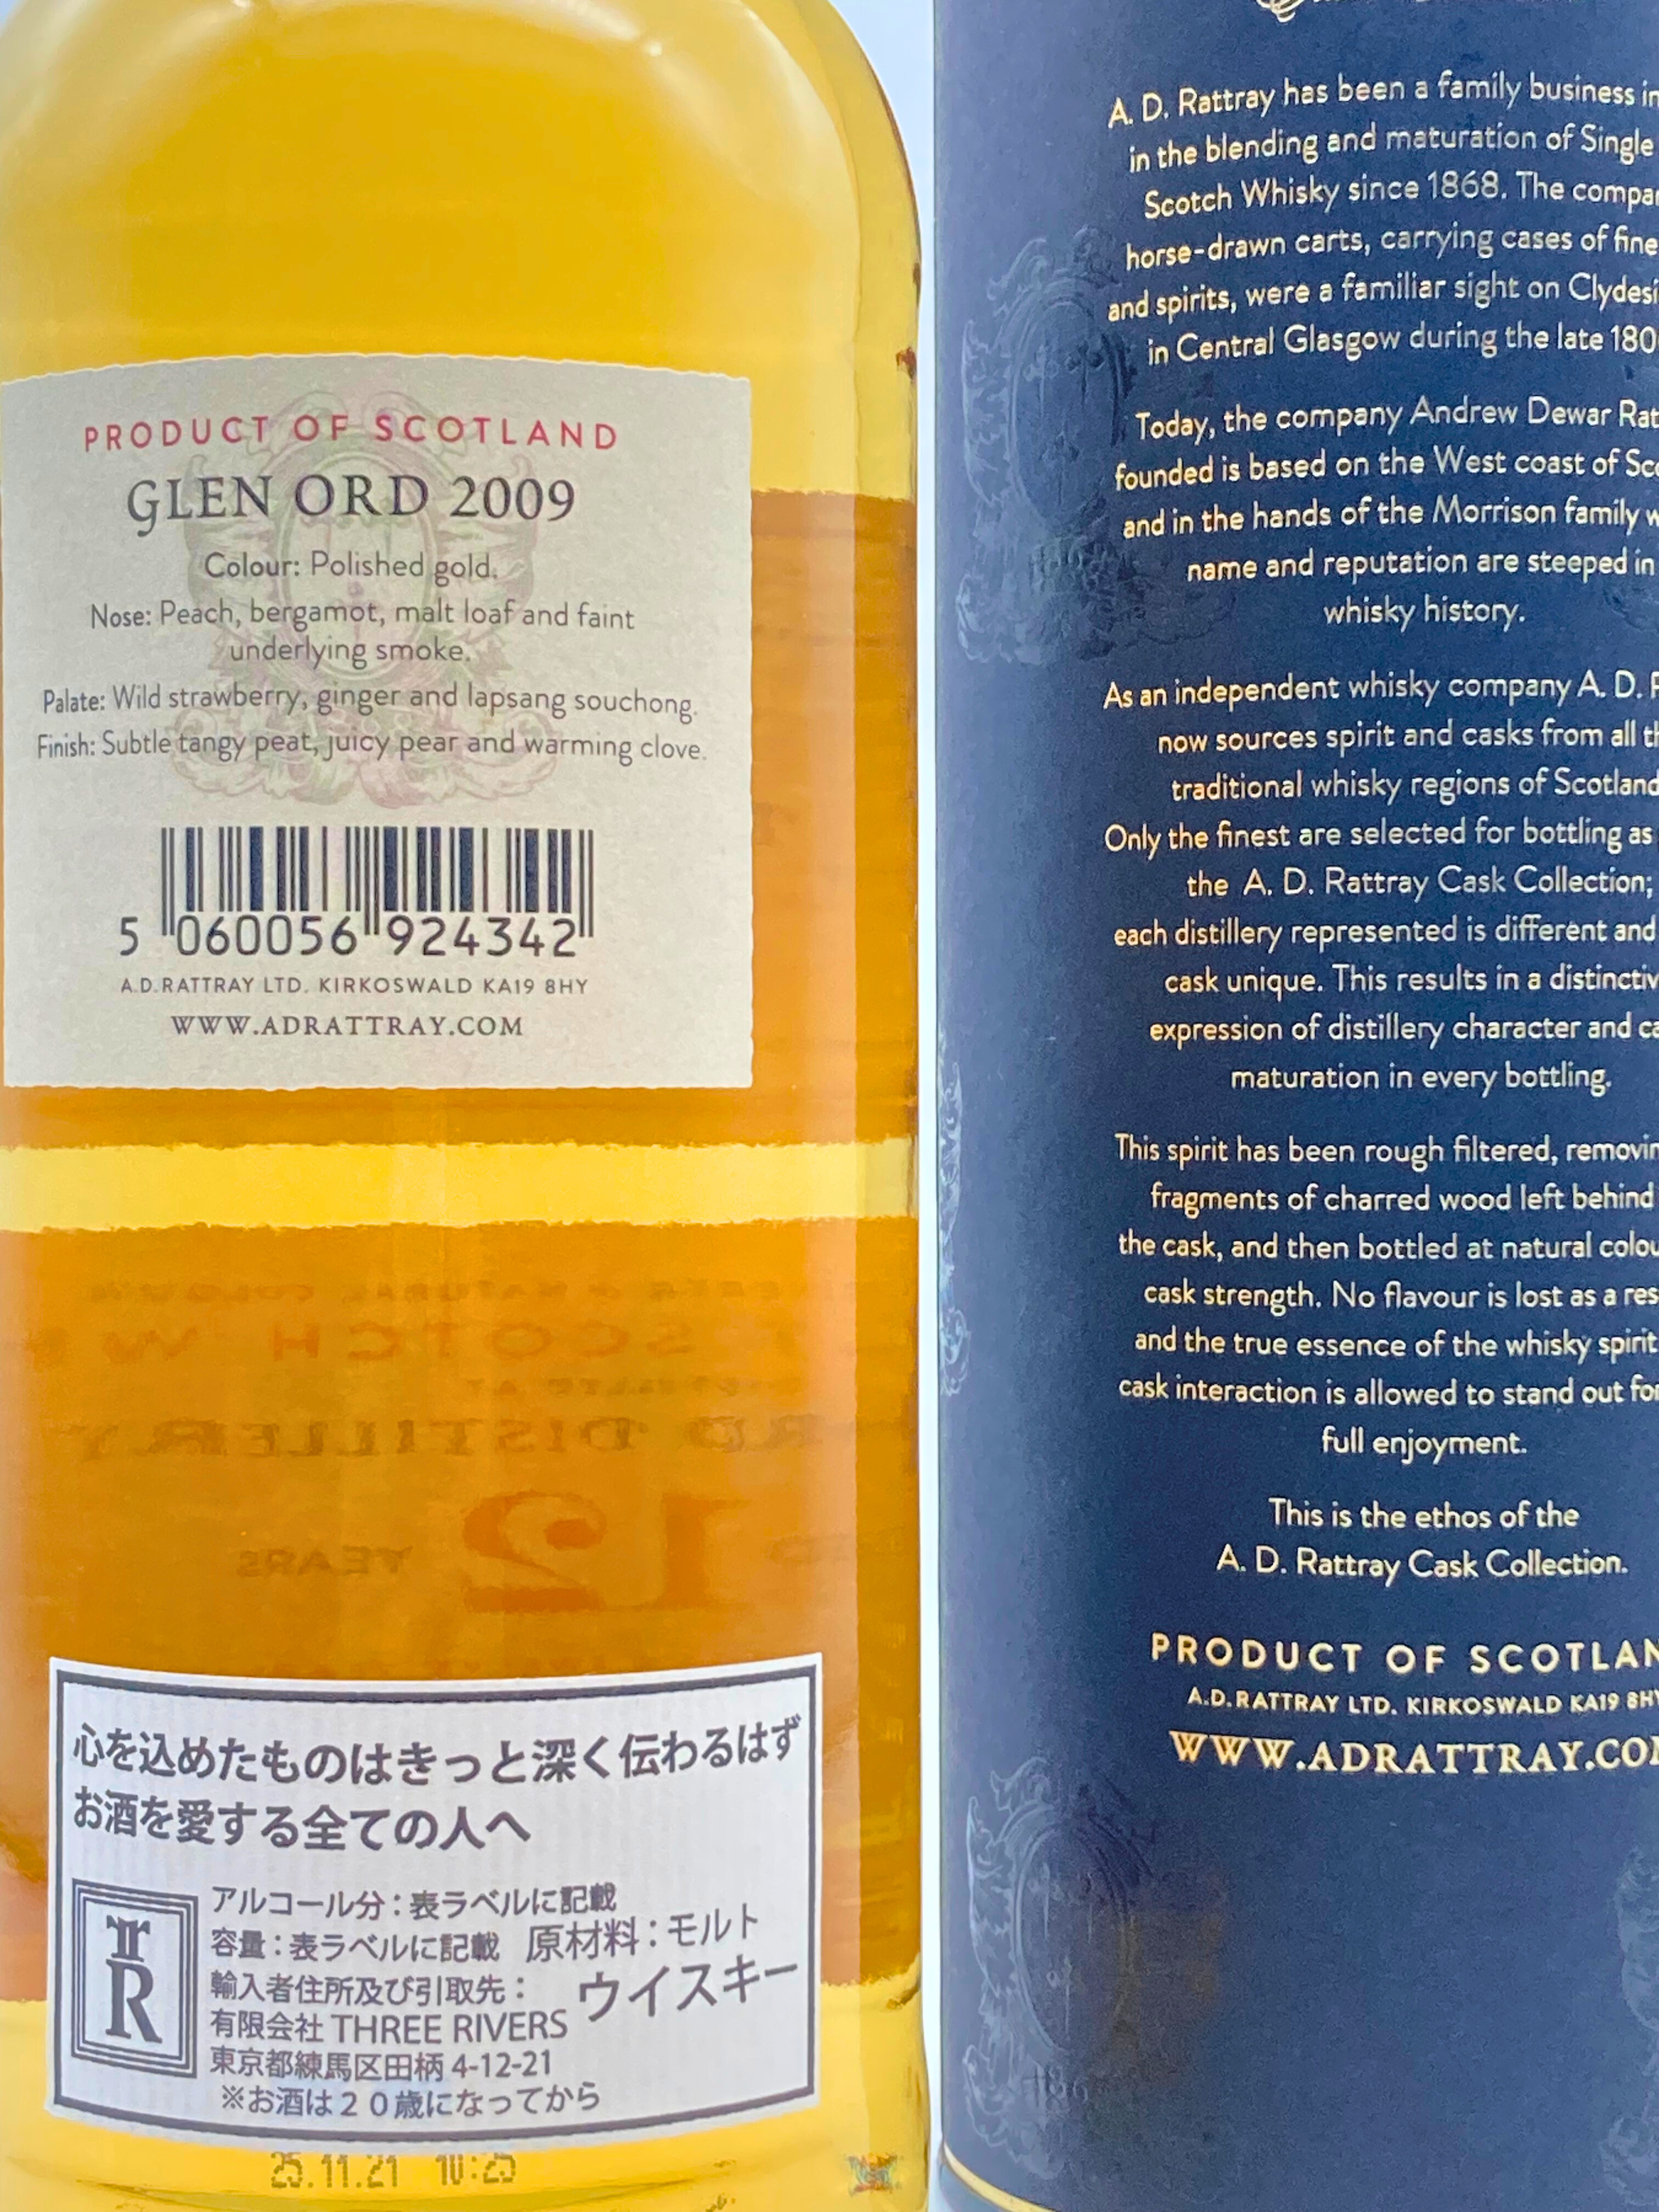 PRODUCT OF SCOTLAND
GLEN ORD 2009
Colour: Polished gold.
Nose: Peach, bergamot, malt loaf and faint
underlying smoke.
Palate: Wild strawberry, ginger and lapsang souchong.
Finish: Subtle tangy peat, juicy pear and warming clove.
5 060056 924342
A.D.RATTRAY LTD. KIRKOSWALD KA19 8HY
WWW.ADRATTRAY.COM
NATURAL COLOUR
SCOTCH W
RD DISTILLERY
12 YEARS
心を込めたものはきっと深く伝わるはず
お酒を愛する全ての人へ
TR
アルコール分：表ラベルに記載
容量：表ラベルに記載 原材料：モルト
輸入者住所及び引取先： ウイスキー
有限会社 THREE RIVERS
東京都練馬区田柄 4-12-21
※お酒は２０歳になってから
25.11.21 10:25
A. D. Rattray has been a family business in
in the blending and maturation of Single
Scotch Whisky since 1868. The compa
horse-drawn carts, carrying cases of fine
and spirits, were a familiar sight on Clydesi
in Central Glasgow during the late 180
Today, the company Andrew Dewar Rat
founded is based on the West coast of Sco
and in the hands of the Morrison family w
name and reputation are steeped in
whisky history.
As an independent whisky company A. D. R
now sources spirit and casks from all th
traditional whisky regions of Scotland
Only the finest are selected for bottling as
the A. D. Rattray Cask Collection;
each distillery represented is different and
cask unique. This results in a distinctiv
expression of distillery character and ca
maturation in every bottling.
This spirit has been rough filtered, removin
fragments of charred wood left behind
the cask, and then bottled at natural colou
cask strength. No flavour is lost as a res
and the true essence of the whisky spirit
cask interaction is allowed to stand out for
full enjoyment.
This is the ethos of the
A. D. Rattray Cask Collection.
PRODUCT OF SCOTLAN
A.D.RATTRAY LTD. KIRKOSWALD KA19 8HY
WWW.ADRATTRAY.COM